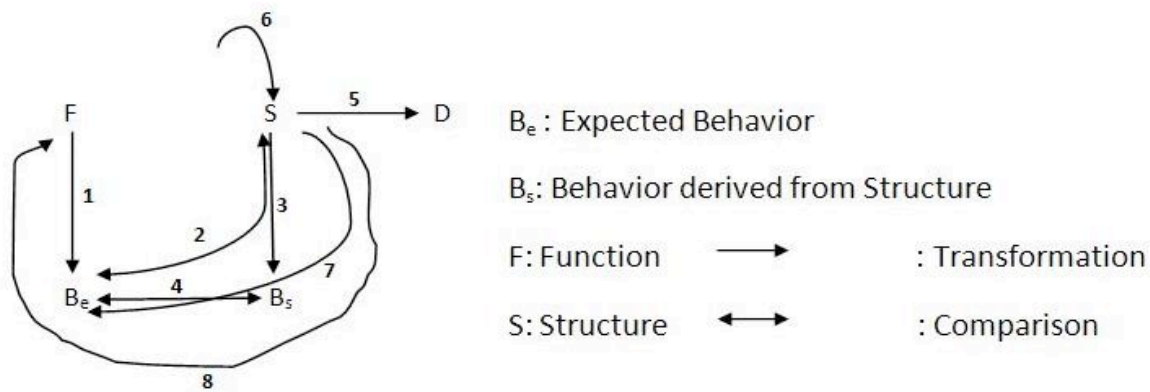 6
F S 5 D
1 3
2 7
Bₑ 4 Bₛ
8
Bₑ : Expected Behavior
Bₛ: Behavior derived from Structure
F: Function : Transformation
S: Structure : Comparison